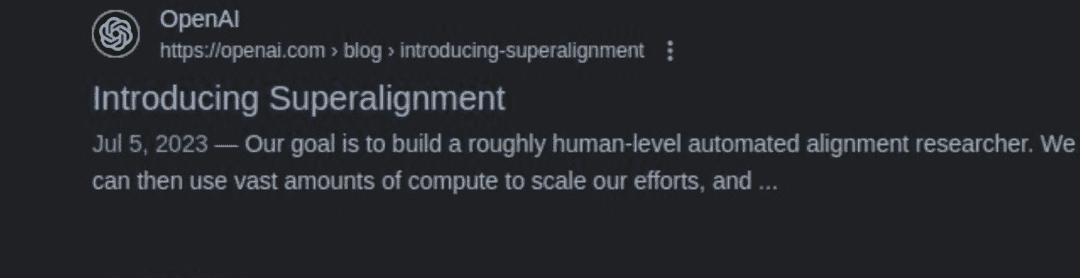 OpenAI
https://openai.com › blog › introducing-superalignment
Introducing Superalignment
Jul 5, 2023 — Our goal is to build a roughly human-level automated alignment researcher. We
can then use vast amounts of compute to scale our efforts, and ...